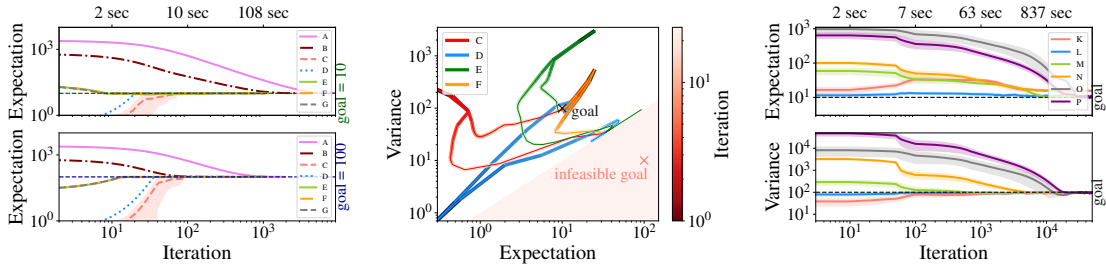 2 sec 10 sec 108 sec
Expectation
10³
10⁰
A
B
C
D
E
F
G
goal = 10
Expectation
10³
10⁰
A
B
C
D
E
F
G
goal = 100
10¹ 10² 10³
Iteration
Variance
10³
10²
10¹
10⁰
C
D
E
F
goal
infeasible goal
10⁰ 10¹ 10²
Expectation
10¹
10⁰
Iteration
2 sec 7 sec 63 sec 837 sec
Expectation
10³
10²
10¹
10⁰
K
L
M
N
O
P
goal
Variance
10⁴
10³
10²
10¹
goal
10¹ 10² 10³ 10⁴
Iteration